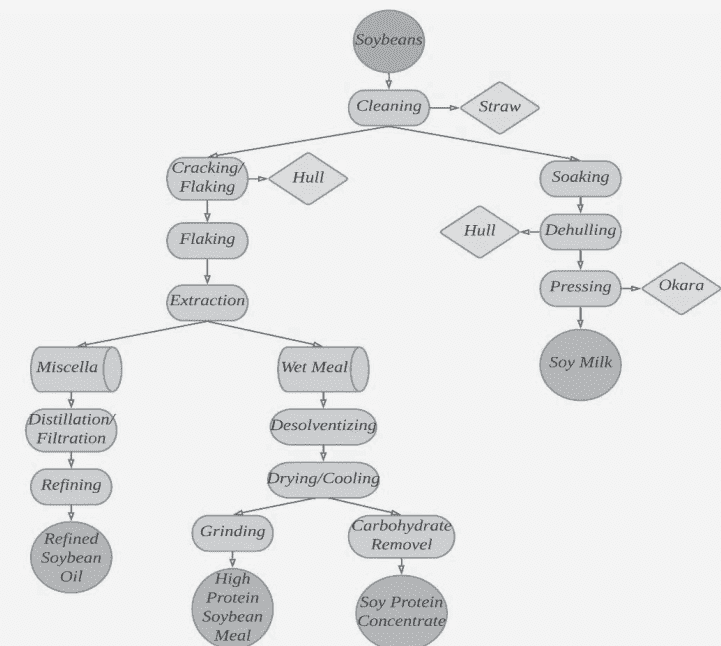 Soybeans
Cleaning
Straw
Cracking/
Flaking
Hull
Soaking
Flaking
Hull
Dehulling
Extraction
Pressing
Okara
Miscella
Wet Meal
Soy Milk
Distillation/
Filtration
Desolventizing
Refining
Drying/Cooling
Grinding
Carbohydrate
Removel
Refined
Soybean
Oil
High
Protein
Soybean
Meal
Soy Protein
Concentrate